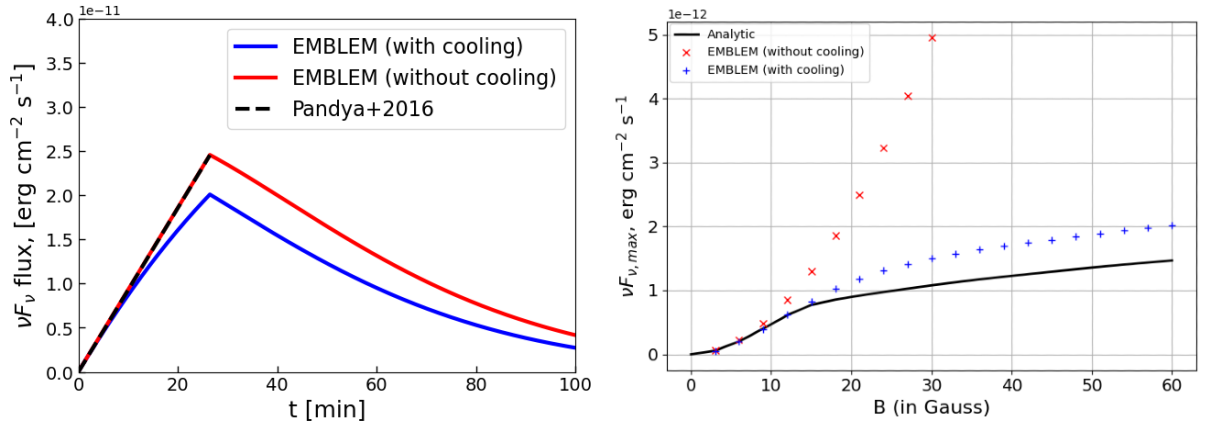 1e−11
4.0
3.5
3.0
2.5
2.0
1.5
1.0
0.5
0.0
νFν flux, [erg cm−2 s−1]
EMBLEM (with cooling)
EMBLEM (without cooling)
Pandya+2016
0 20 40 60 80 100
t [min]
1e−12
5
4
3
2
1
0
νFν,max, erg cm−2 s−1
Analytic
EMBLEM (without cooling)
EMBLEM (with cooling)
0 10 20 30 40 50 60
B (in Gauss)